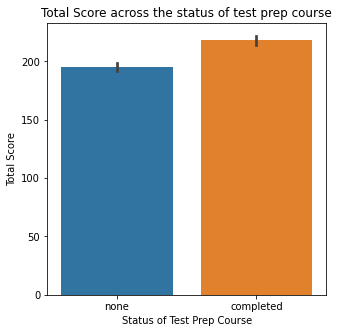 Total Score across the status of test prep course
Total Score
200
150
100
50
0
none completed
Status of Test Prep Course